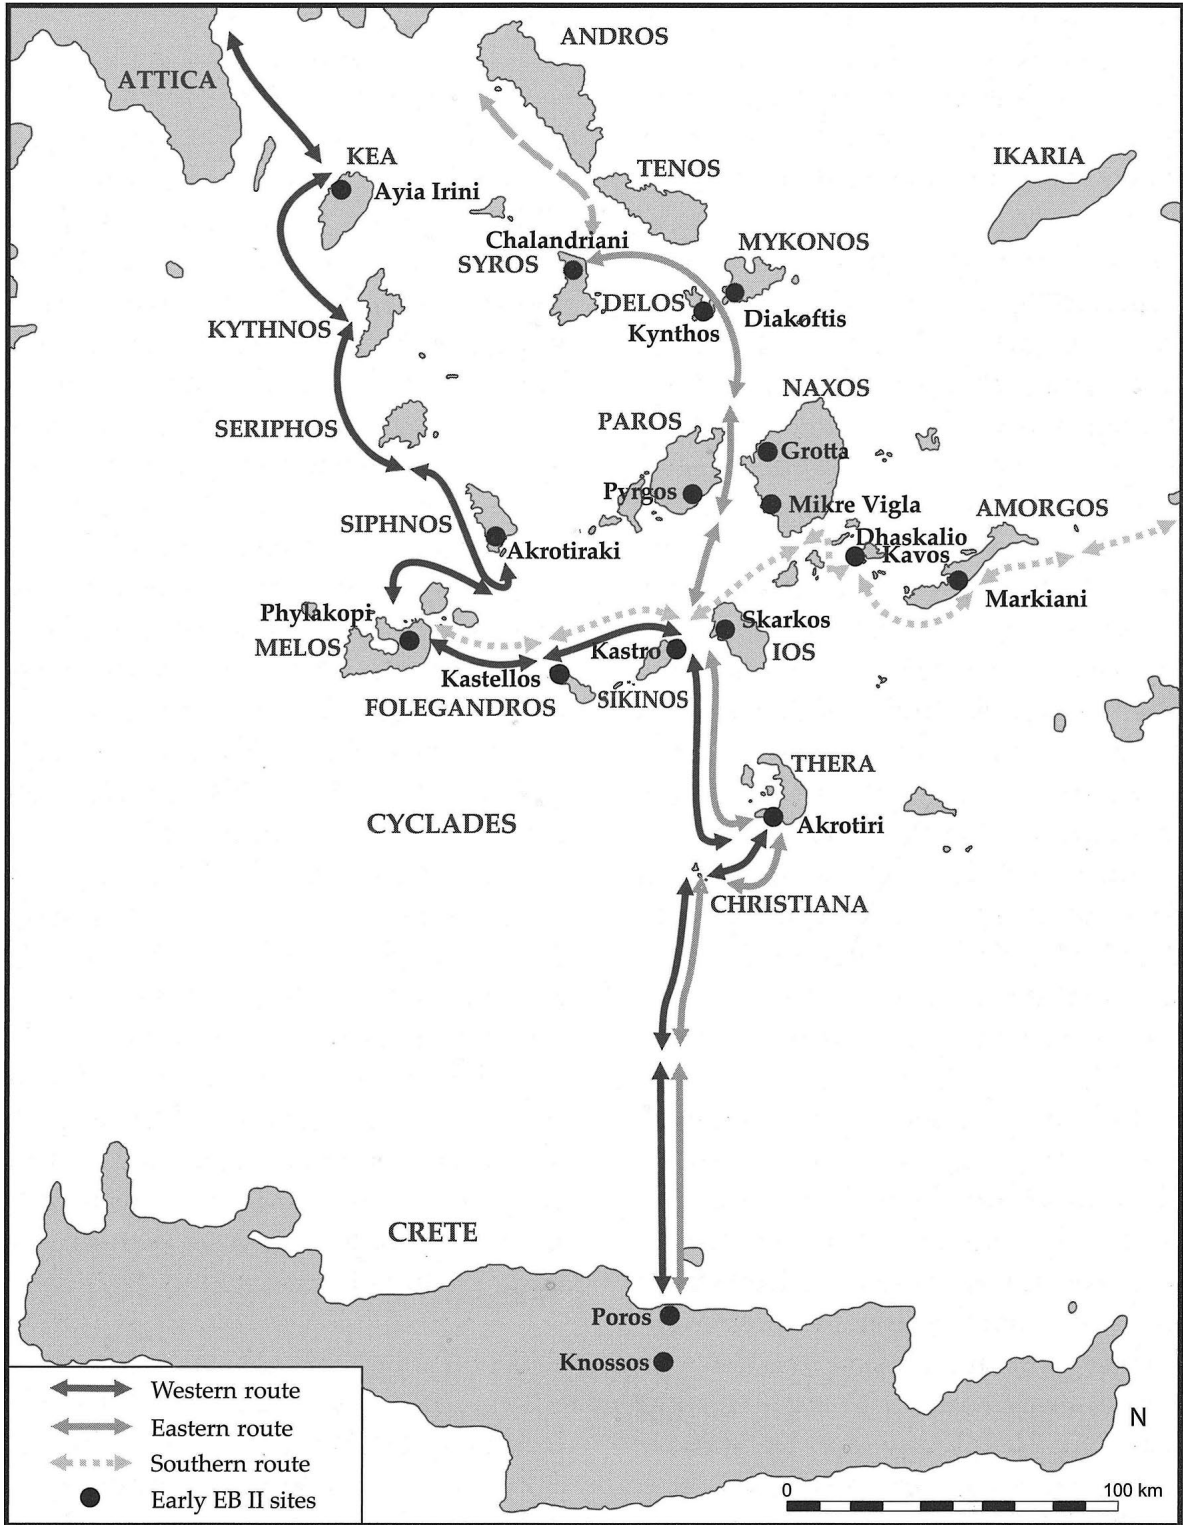 ANDROS
ATTICA
KEA
Ayia Irini
TENOS
IKARIA
Chalandriani
SYROS
MYKONOS
DELOS
Kynthos
Diakoftis
KYTHNOS
NAXOS
SERIPHOS
PAROS
Grotta
Pyrgos
Mikre Vigla
AMORGOS
SIPHNOS
Akrotiraki
Dhaskalio
Kavos
Markiani
Phylakopi
MELOS
Skarkos
Kastro
IOS
Kastellos
FOLEGANDROS
SIKINOS
THERA
CYCLADES
Akrotiri
CHRISTIANA
CRETE
Poros
Knossos
Western route
Eastern route
Southern route
Early EB II sites
N
0 100 km